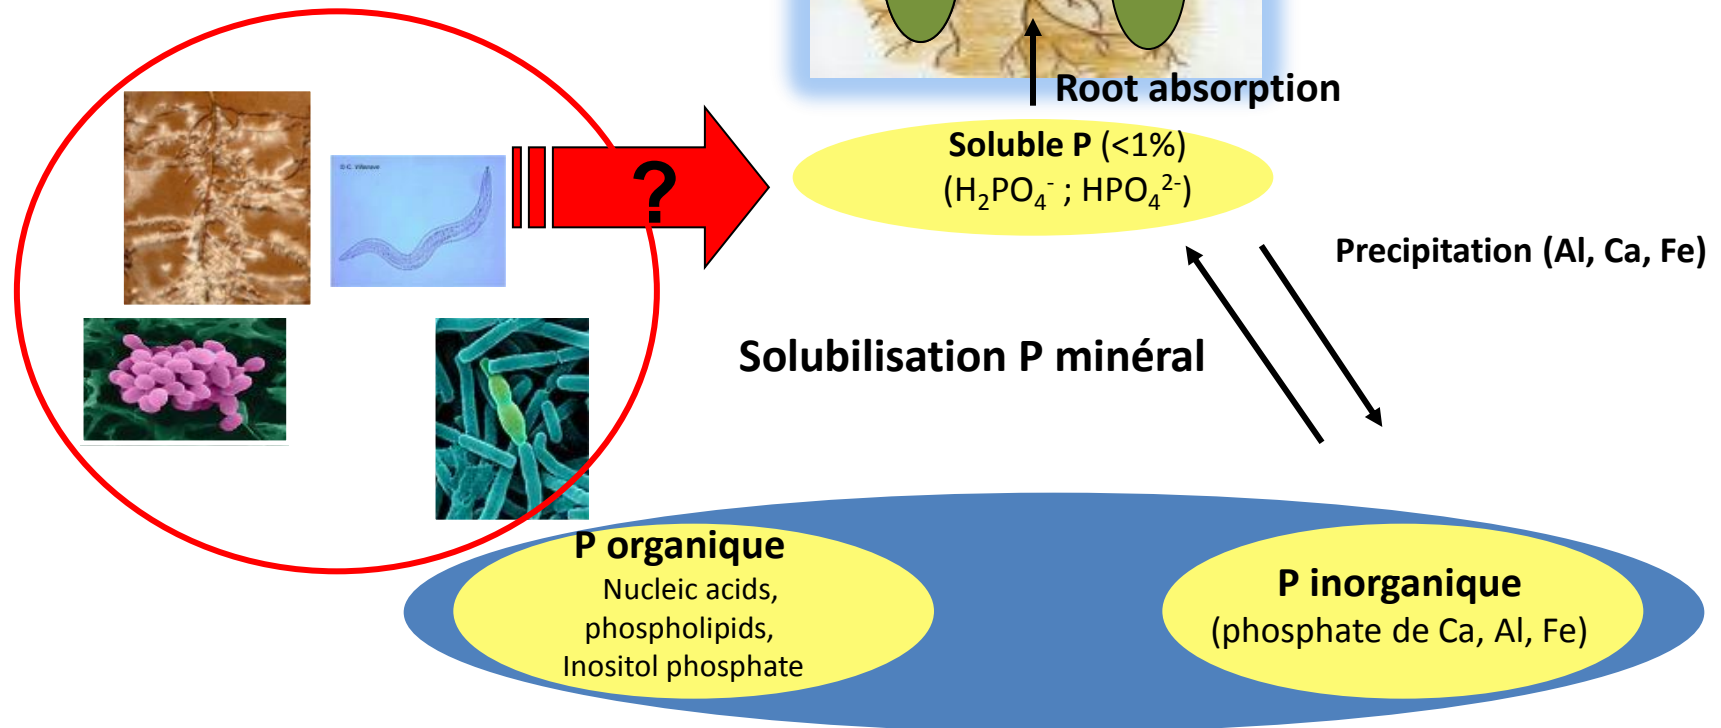 Root absorption
© C. Villenave
?
Soluble P (<1%)
(H₂PO₄⁻ ; HPO₄²⁻)
Precipitation (Al, Ca, Fe)
Solubilisation P minéral
P organique
Nucleic acids,
phospholipids,
Inositol phosphate
P inorganique
(phosphate de Ca, Al, Fe)